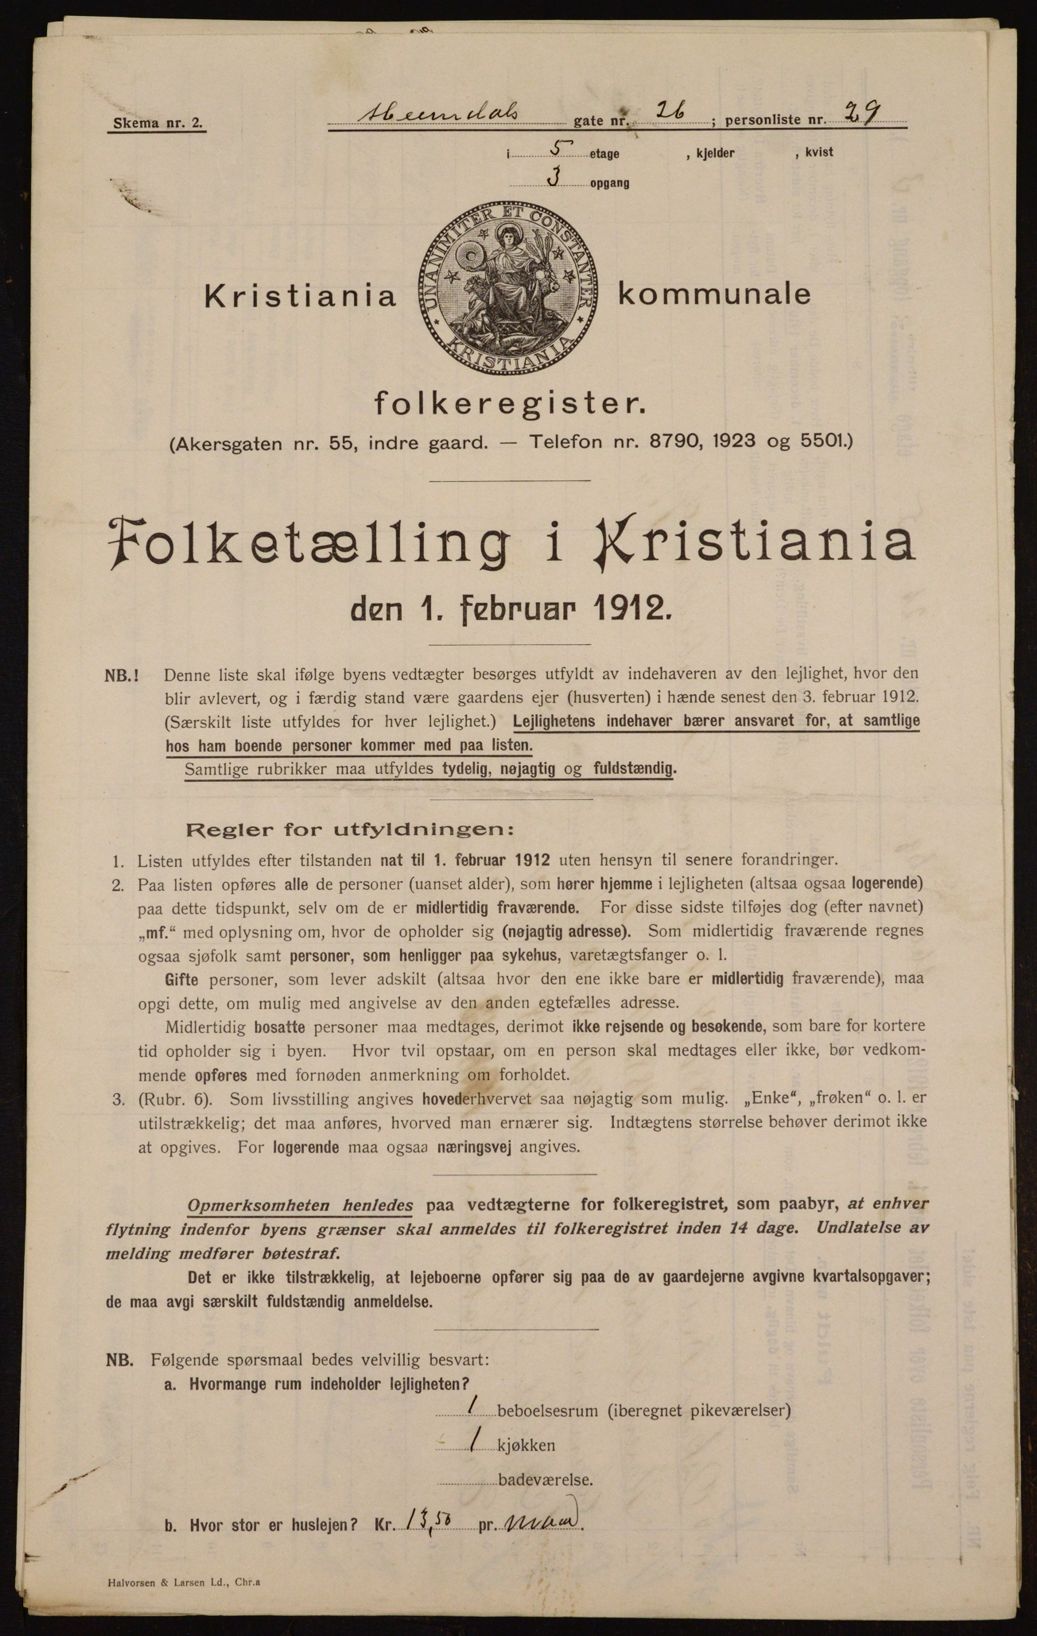 Skema nr. 2.
Heimdals gate nr. 26 ; personliste nr. 29
i 5 etage , kjelder , kvist
3 opgang
UNANIMITER ET CONSTANTER
KRISTIANIA
Kristiania kommunale
folkeregister.
(Akersgaten nr. 55, indre gaard. — Telefon nr. 8790, 1923 og 5501.)
Folketælling i Kristiania
den 1. februar 1912.
NB.! Denne liste skal ifølge byens vedtægter besørges utfyldt av indehaveren av den lejlighet, hvor den
blir avlevert, og i færdig stand være gaardens ejer (husverten) i hænde senest den 3. februar 1912.
(Særskilt liste utfyldes for hver lejlighet.) Lejlighetens indehaver bærer ansvaret for, at samtlige
hos ham boende personer kommer med paa listen.
Samtlige rubrikker maa utfyldes tydelig, nøjagtig og fuldstændig.
Regler for utfyldningen:
1. Listen utfyldes efter tilstanden nat til 1. februar 1912 uten hensyn til senere forandringer.
2. Paa listen opføres alle de personer (uanset alder), som hører hjemme i lejligheten (altsaa ogsaa logerende)
paa dette tidspunkt, selv om de er midlertidig fraværende. For disse sidste tilføjes dog (efter navnet)
„mf.“ med oplysning om, hvor de opholder sig (nøjagtig adresse). Som midlertidig fraværende regnes
ogsaa sjøfolk samt personer, som henligger paa sykehus, varetægtsfanger o. l.
Gifte personer, som lever adskilt (altsaa hvor den ene ikke bare er midlertidig fraværende), maa
opgi dette, om mulig med angivelse av den anden egtefælles adresse.
Midlertidig bosatte personer maa medtages, derimot ikke rejsende og besøkende, som bare for kortere
tid opholder sig i byen. Hvor tvil opstaar, om en person skal medtages eller ikke, bør vedkom-
mende opføres med fornøden anmerkning om forholdet.
3. (Rubr. 6). Som livsstilling angives hovederhvervet saa nøjagtig som mulig. „Enke“, „frøken“ o. l. er
utilstrækkelig; det maa anføres, hvorved man ernærer sig. Indtægtens størrelse behøver derimot ikke
at opgives. For logerende maa ogsaa næringsvej angives.
Opmerksomheten henledes paa vedtægterne for folkeregistret, som paabyr, at enhver
flytning indenfor byens grænser skal anmeldes til folkeregistret inden 14 dage. Undlatelse av
melding medfører bøtestraf.
Det er ikke tilstrækkelig, at lejeboerne opfører sig paa de av gaardejerne avgivne kvartalsopgaver;
de maa avgi særskilt fuldstændig anmeldelse.
NB. Følgende spørsmaal bedes velvillig besvart:
a. Hvormange rum indeholder lejligheten?
1 beboelsesrum (iberegnet pikeværelser)
1 kjøkken
badeværelse.
b. Hvor stor er huslejen? Kr. 13,50 pr. Maad.
Halvorsen & Larsen Ld., Chr.a